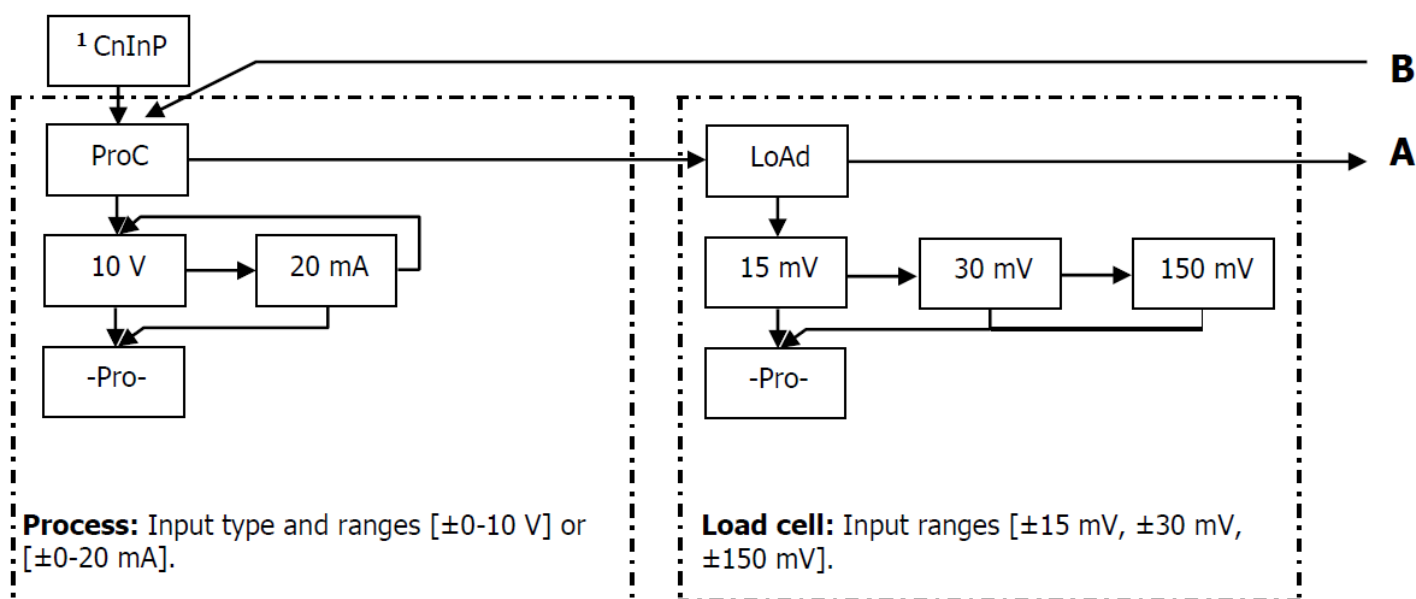 ¹ CnInP
B
ProC
LoAd
A
10 V
20 mA
15 mV
30 mV
150 mV
-Pro-
-Pro-
Process: Input type and ranges [±0-10 V] or
[±0-20 mA].
Load cell: Input ranges [±15 mV, ±30 mV,
±150 mV].